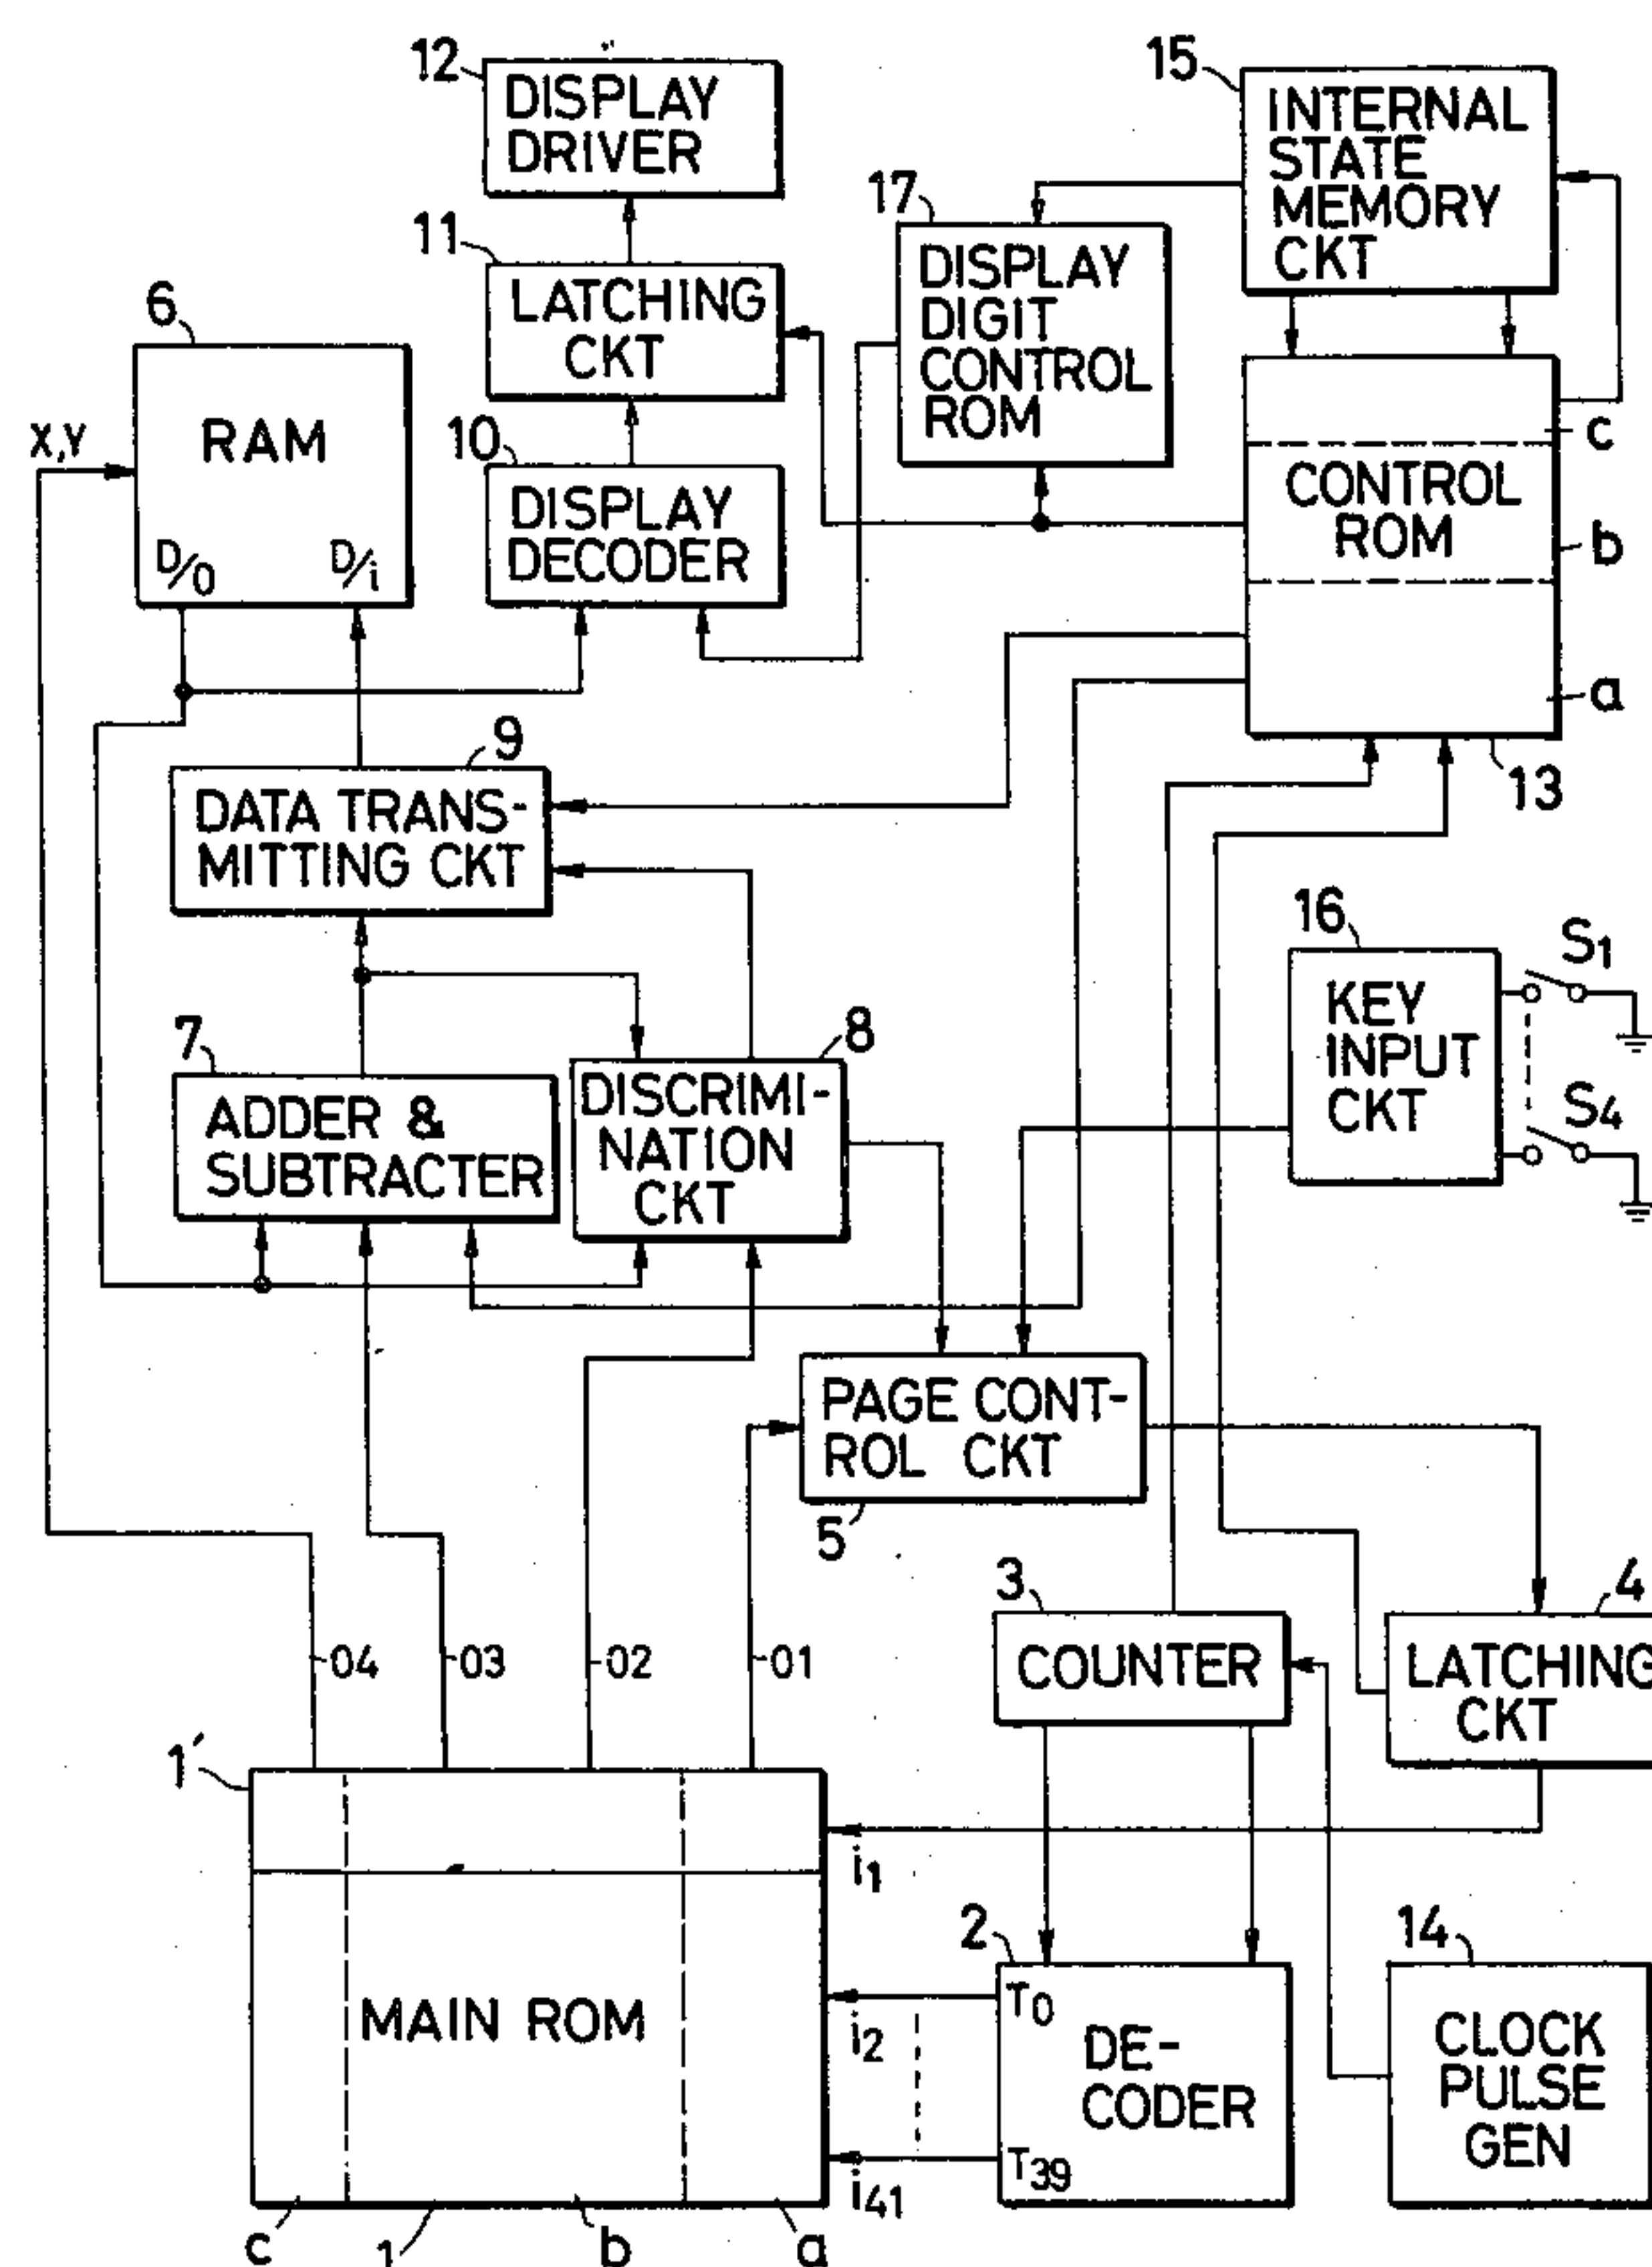 12
DISPLAY
DRIVER
15
INTERNAL
STATE
MEMORY
CKT
17
DISPLAY
DIGIT
CONTROL
ROM
11
LATCHING
CKT
6
RAM
X,Y
D/O
D/i
10
DISPLAY
DECODER
c
CONTROL
ROM
b
a
13
9
DATA TRANS-
MITTING CKT
16
KEY
INPUT
CKT
S1
S4
7
ADDER &
SUBTRACTER
8
DISCRIMI-
NATION
CKT
PAGE CONT-
ROL CKT
5
3
COUNTER
4
LATCHING
CKT
04
03
02
01
1'
i1
MAIN ROM
2
T0
i2
DE-
CODER
T39
i41
14
CLOCK
PULSE
GEN
c
1
b
a